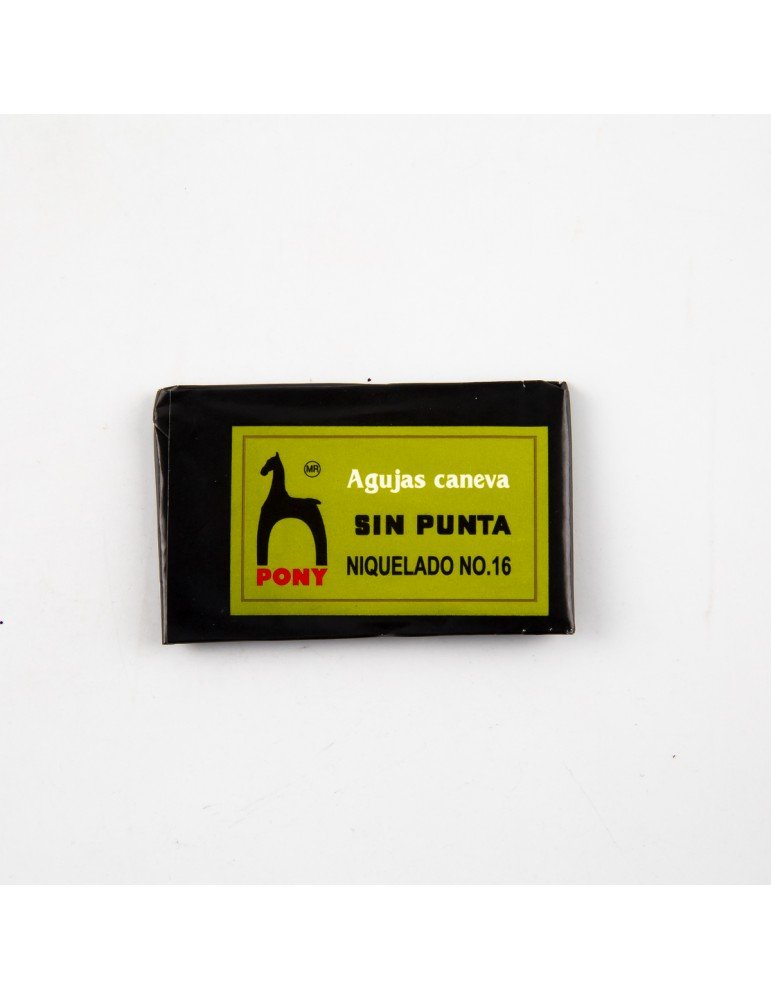 MR
Agujas caneva
SIN PUNTA
PONY
NIQUELADO NO.16